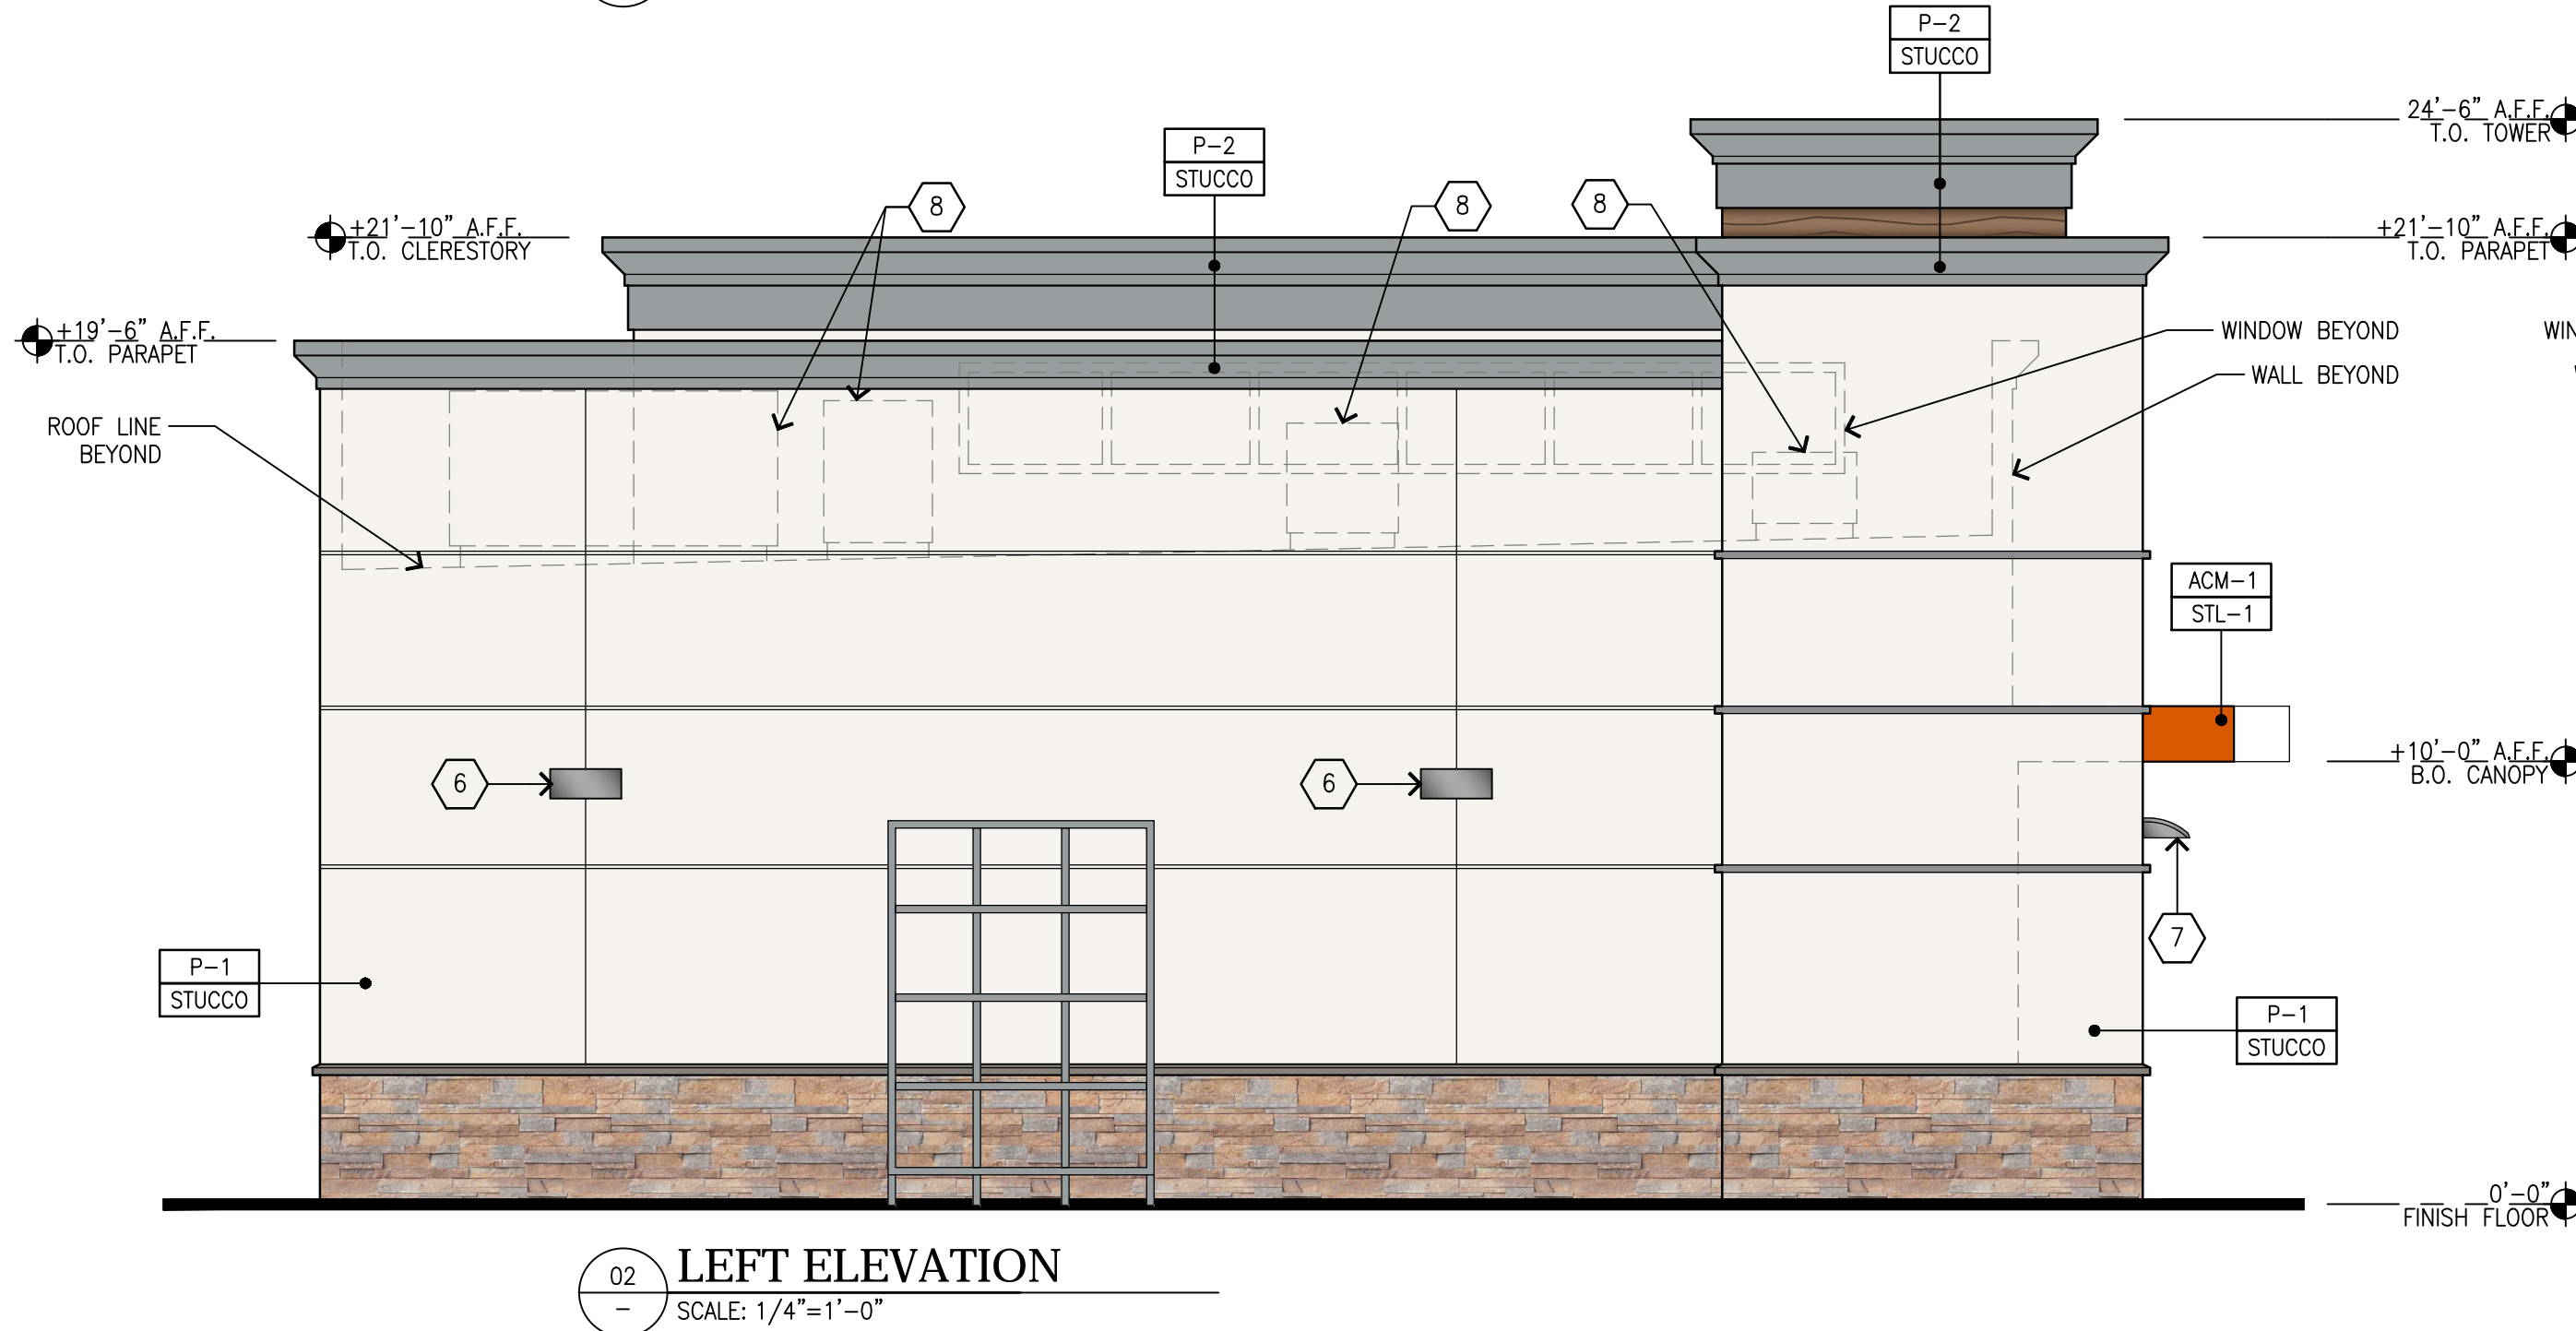 P-2
STUCCO
24'-6" A.F.F.
T.O. TOWER
P-2
STUCCO
8
8
8
+21'-10" A.F.F.
T.O. CLERESTORY
+21'-10" A.F.F.
T.O. PARAPET
+19'-6" A.F.F.
T.O. PARAPET
WINDOW BEYOND
WIN
WALL BEYOND
ROOF LINE
BEYOND
ACM-1
STL-1
6
6
+10'-0" A.F.F.
B.O. CANOPY
7
P-1
STUCCO
P-1
STUCCO
0'-0"
FINISH FLOOR
02
-
LEFT ELEVATION
SCALE: 1/4"=1'-0"